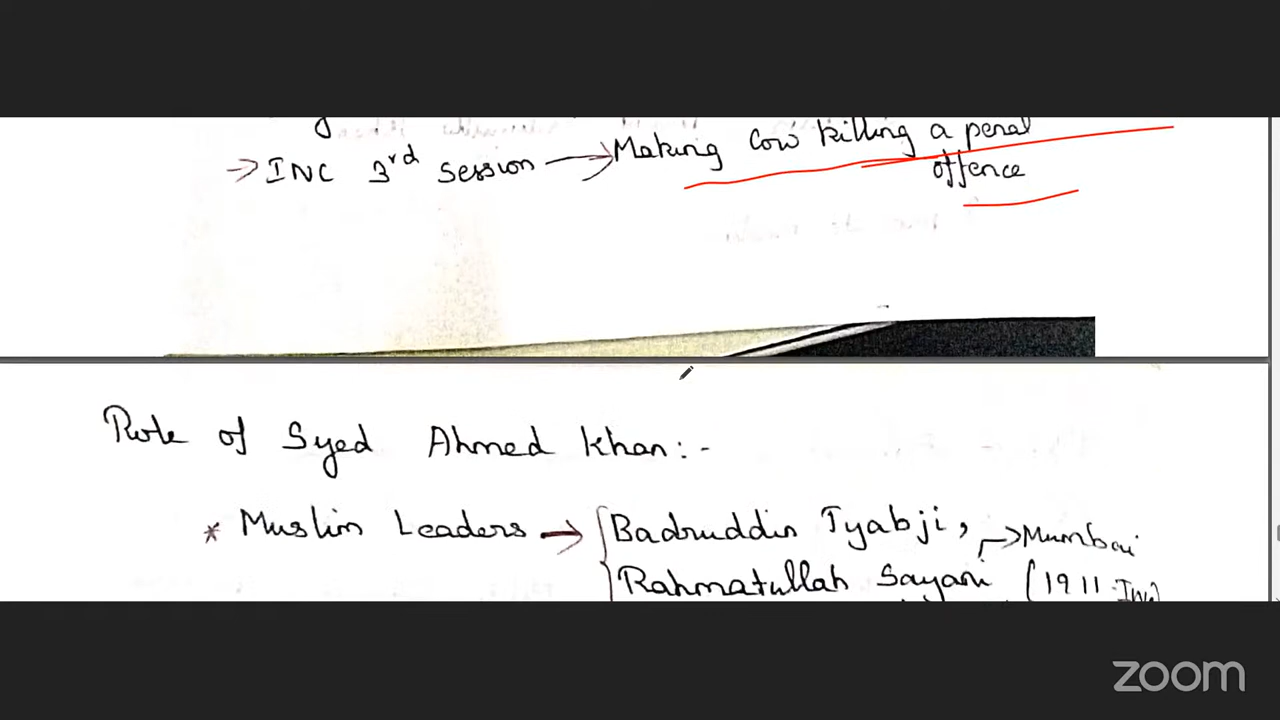 → INC 3rd Session → Making Cow killing a penal
offence
Role of Syed Ahmed Khan:-
* Muslim Leaders → Badruddin Tyabji,
→ Mumbai
Rahmatullah Sayani (1911
zoom